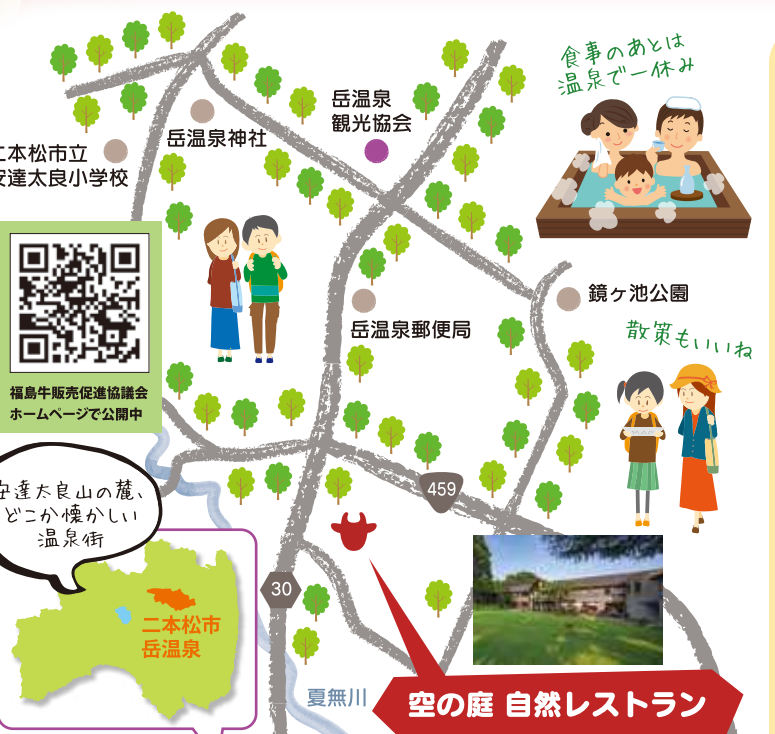 食事のあとは
温泉で一休み
岳温泉
観光協会
岳温泉神社
二本松市立
安達太良小学校
鏡ヶ池公園
岳温泉郵便局
散策もいいね
福島牛販売促進協議会
ホームページで公開中
459
安達太良山の麓、
どこか懐かしい
温泉街
30
二本松市
岳温泉
夏無川
空の庭 自然レストラン